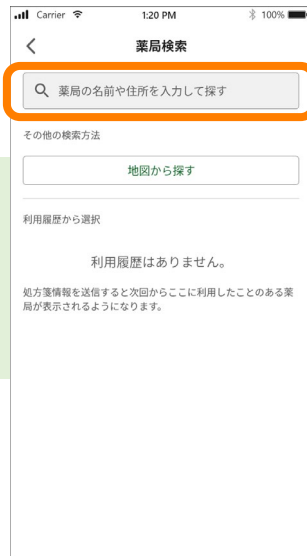 Carrier 1:20 PM 100%
薬局検索
薬局の名前や住所を入力して探す
その他の検索方法
地図から探す
利用履歴から選択
利用履歴はありません。
処方箋情報を送信すると次回からここに利用したことのある薬
局が表示されるようになります。